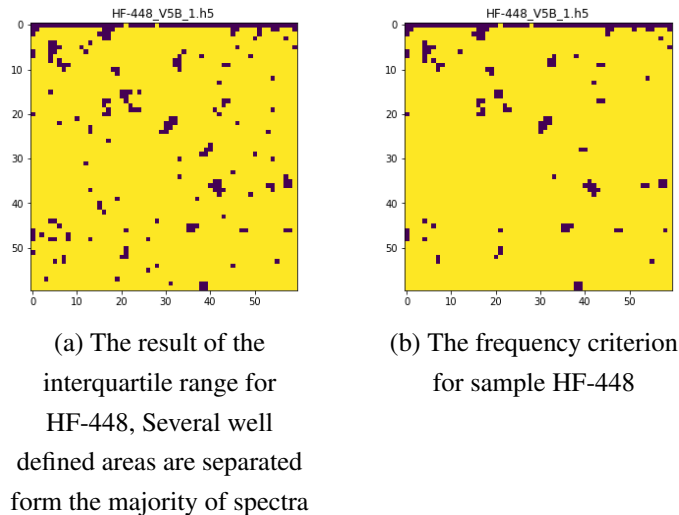 HF-448_V5B_1.h5
0
10
20
30
40
50
0 10 20 30 40 50
(a) The result of the
interquartile range for
HF-448, Several well
defined areas are separated
form the majority of spectra
HF-448_V5B_1.h5
0
10
20
30
40
50
0 10 20 30 40 50
(b) The frequency criterion
for sample HF-448